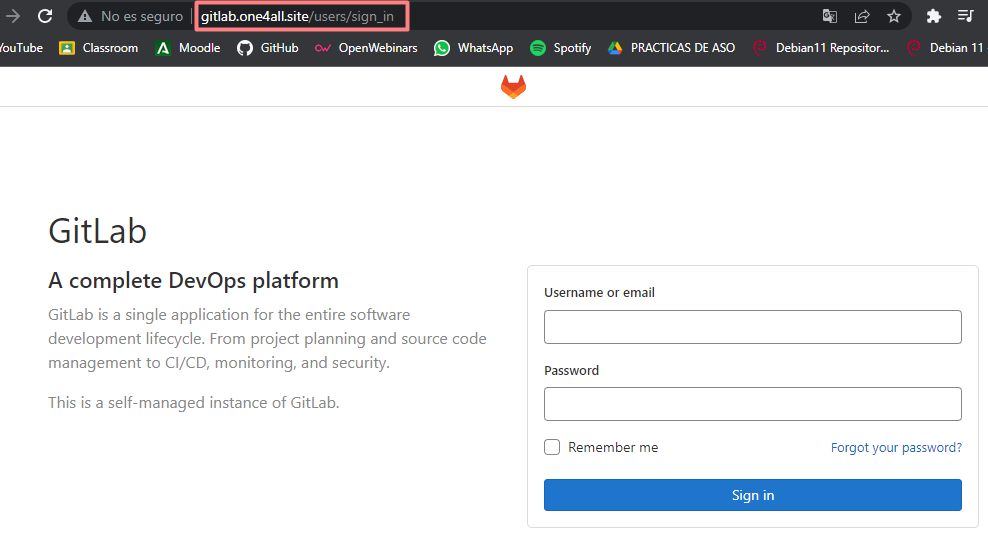 No es seguro gitlab.one4all.site/users/sign_in
YouTube Classroom Moodle GitHub OpenWebinars WhatsApp Spotify PRACTICAS DE ASO Debian11 Repositor... Debian 11
GitLab
A complete DevOps platform
GitLab is a single application for the entire software
development lifecycle. From project planning and source code
management to CI/CD, monitoring, and security.
This is a self-managed instance of GitLab.
Username or email
Password
Remember me Forgot your password?
Sign in